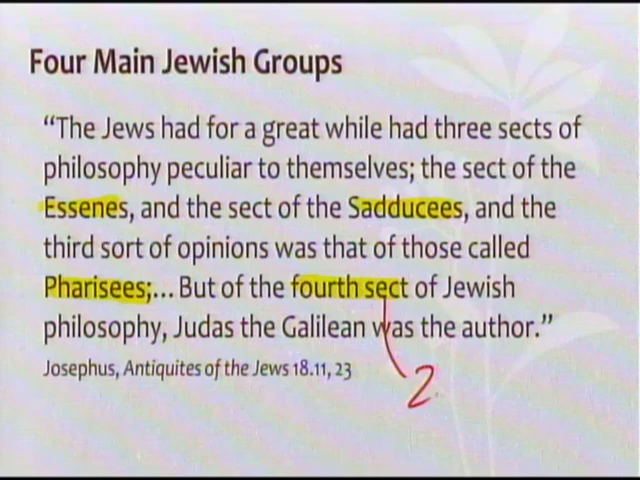 Four Main Jewish Groups
“The Jews had for a great while had three sects of
philosophy peculiar to themselves; the sect of the
Essenes, and the sect of the Sadducees, and the
third sort of opinions was that of those called
Pharisees;... But of the fourth sect of Jewish
philosophy, Judas the Galilean was the author.”
Josephus, Antiquites of the Jews 18.11, 23